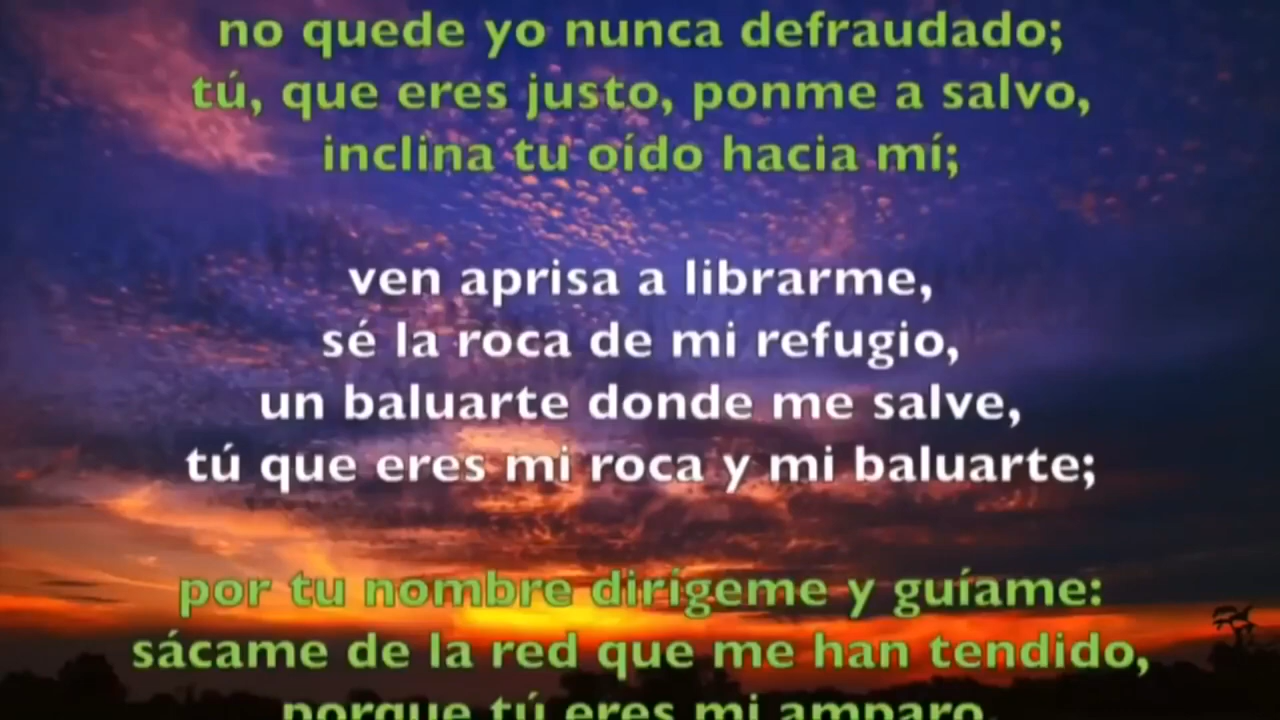 no quede yo nunca defraudado;
tú, que eres justo, ponme a salvo,
inclina tu oído hacia mí;
ven aprisa a librarme,
sé la roca de mi refugio,
un baluarte donde me salve,
tú que eres mi roca y mi baluarte;
por tu nombre dirígeme y guíame:
sácame de la red que me han tendido,
porque tú eres mi amparo.